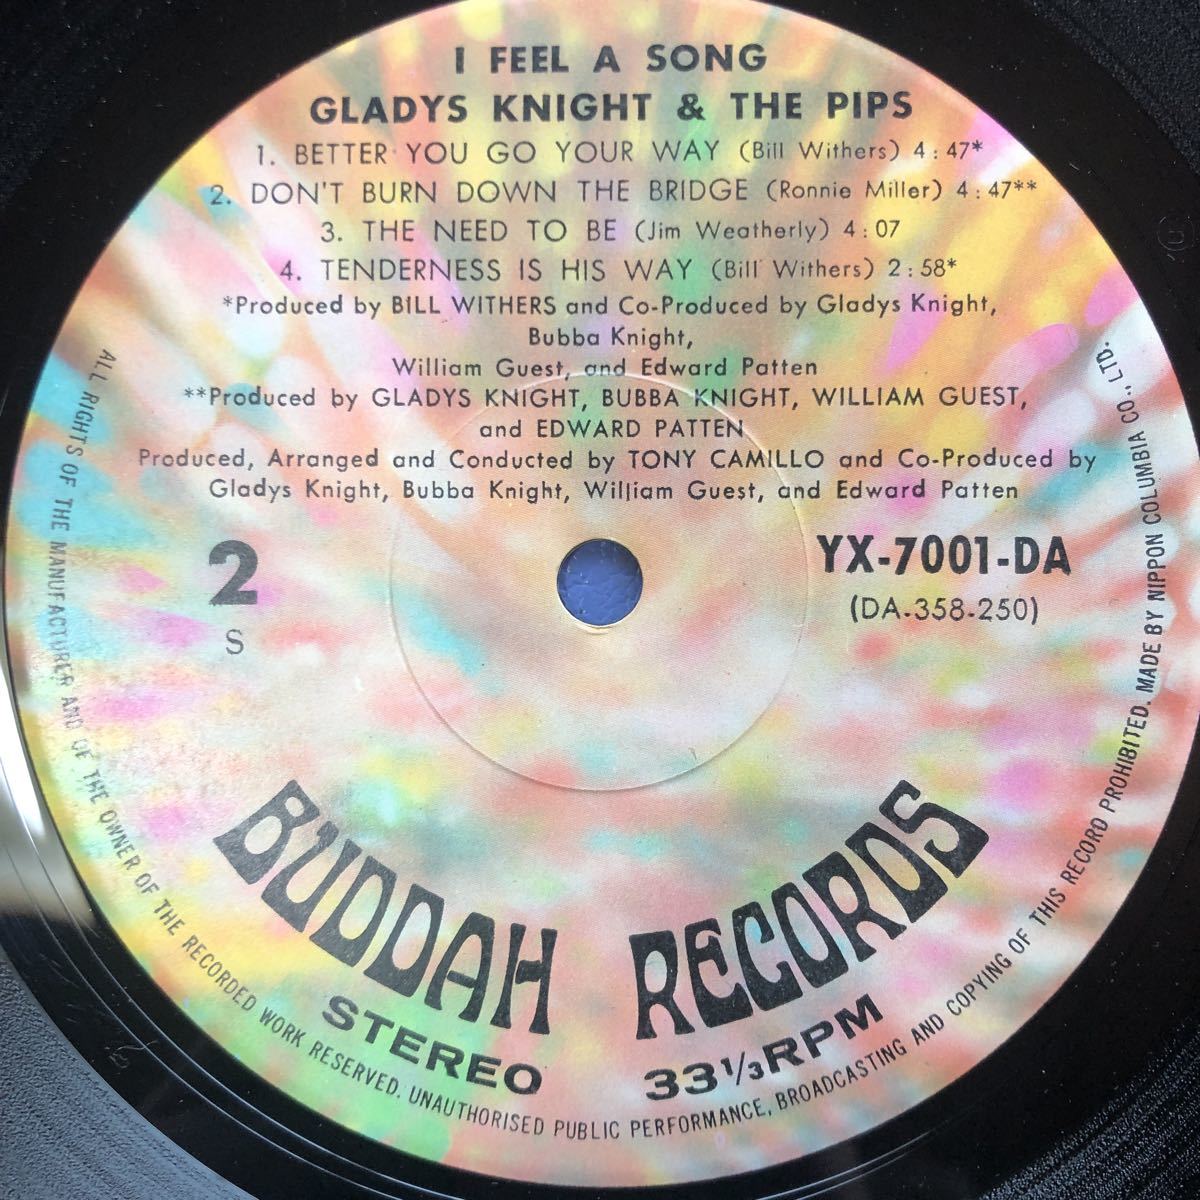 I FEEL A SONG
GLADYS KNIGHT & THE PIPS
1. BETTER YOU GO YOUR WAY (Bill Withers) 4:47*
2. DON'T BURN DOWN THE BRIDGE (Ronnie Miller) 4:47**
3. THE NEED TO BE (Jim Weatherly) 4:07
4. TENDERNESS IS HIS WAY (Bill Withers) 2:58*
*Produced by BILL WITHERS and Co-Produced by Gladys Knight,
Bubba Knight,
William Guest, and Edward Patten
**Produced by GLADYS KNIGHT, BUBBA KNIGHT, WILLIAM GUEST,
and EDWARD PATTEN
Produced, Arranged and Conducted by TONY CAMILLO and Co-Produced by
Gladys Knight, Bubba Knight, William Guest, and Edward Patten
2
S
YX-7001-DA
(DA-358-250)
BUDDAH RECORDS
STEREO
33⅓RPM
ALL RIGHTS OF THE MANUFACTURER AND OF THE OWNER OF THE RECORDED WORK RESERVED. UNAUTHORISED PUBLIC PERFORMANCE, BROADCASTING AND COPYING OF THIS RECORD PROHIBITED. MADE BY NIPPON COLUMBIA CO., LTD.